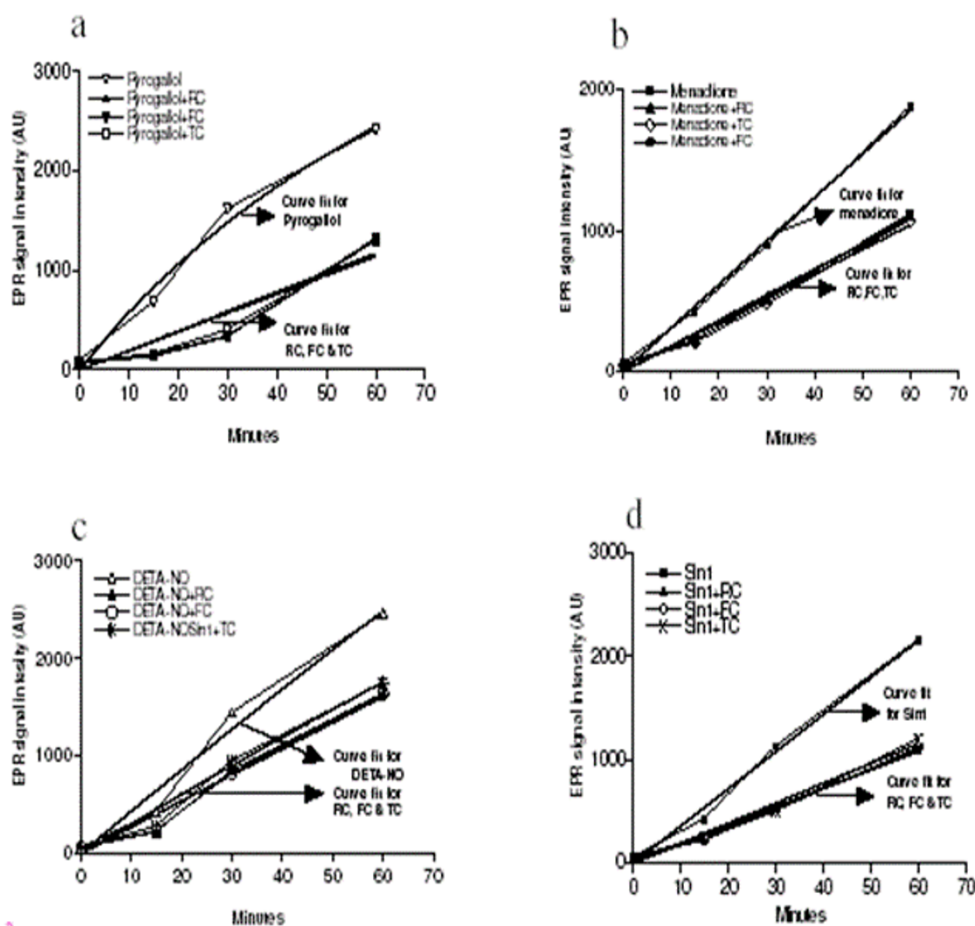 a
3000
2000
1000
0
EPR signal intensity (AU)
Pyrogallol
Pyrogallol+RC
Pyrogallol+FC
Pyrogallol+TC
Curve fit for
Pyrogallol
Curve fit for
RC, FC & TC
0 10 20 30 40 50 60 70
Minutes
b
2000
1000
0
EPR signal intensity (AU)
Menadione
Menadione+RC
Menadione+TC
Menadione+FC
Curve fit for
menadione
Curve fit for
RC,FC,TC
0 10 20 30 40 50 60 70
Minutes
c
3000
2000
1000
0
EPR signal intesity (AU)
DETA-NO
DETA-NO+RC
DETA-NO+FC
DETA-NOSin1+TC
Curve fit for
DETA-NO
Curve fit for
RC, FC & TC
0 10 20 30 40 50 60 70
Minutes
d
3000
2000
1000
0
EPR signal intensity (AU)
Sin1
Sin1+RC
Sin1+FC
Sin1+TC
Curve fit
for Sin1
Curve fit for
RC, FC & TC
0 10 20 30 40 50 60 70
Minutes